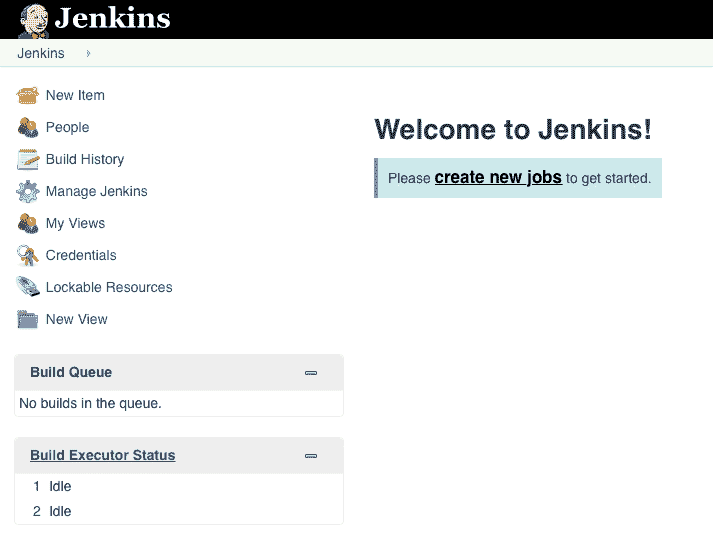 Jenkins
Jenkins
New Item
People
Build History
Manage Jenkins
My Views
Credentials
Lockable Resources
New View
Build Queue
No builds in the queue.
Build Executor Status
1 Idle
2 Idle
Welcome to Jenkins!
Please create new jobs to get started.